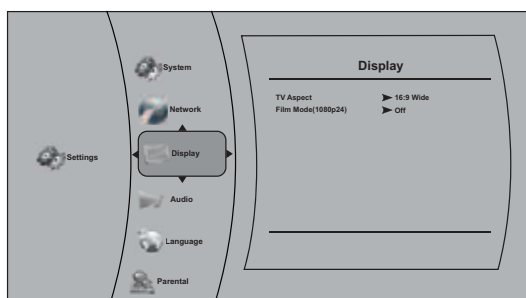 Settings
System
Network
Display
Audio
Language
Parental
Display
TV Aspect 16:9 Wide
Film Mode(1080p24) Off